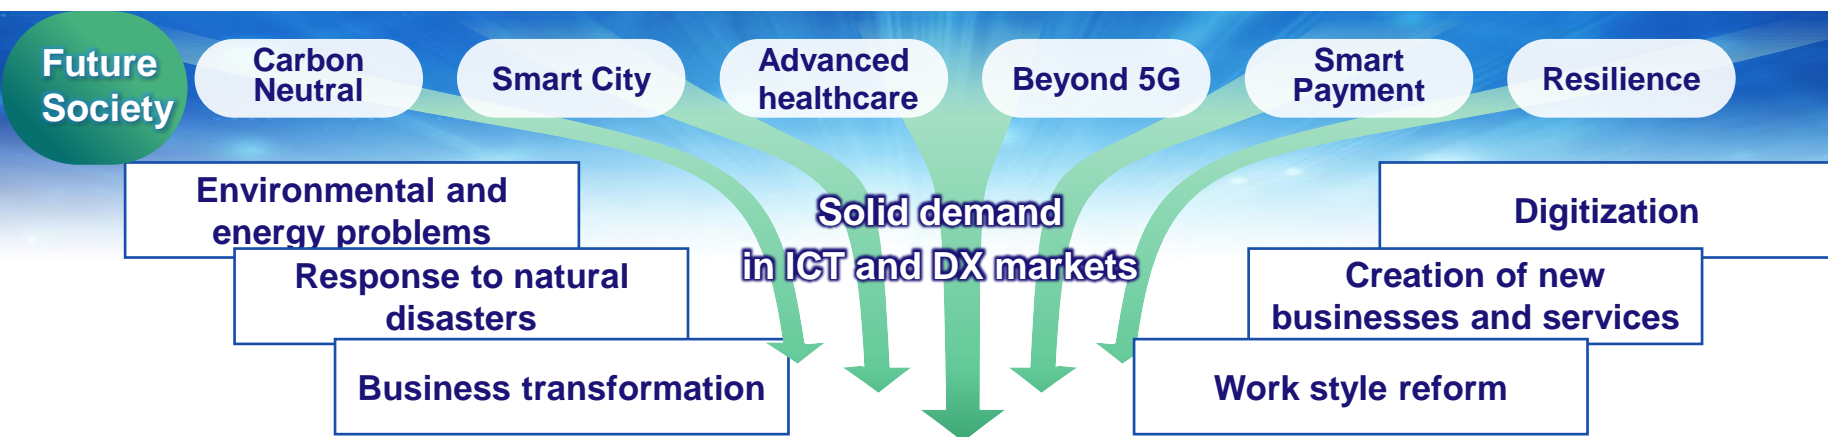 Future
Society
Carbon
Neutral
Smart City
Advanced
healthcare
Beyond 5G
Smart
Payment
Resilience
Environmental and
energy problems
Response to natural
disasters
Business transformation
Solid demand
in ICT and DX markets
Digitization
Creation of new
businesses and services
Work style reform